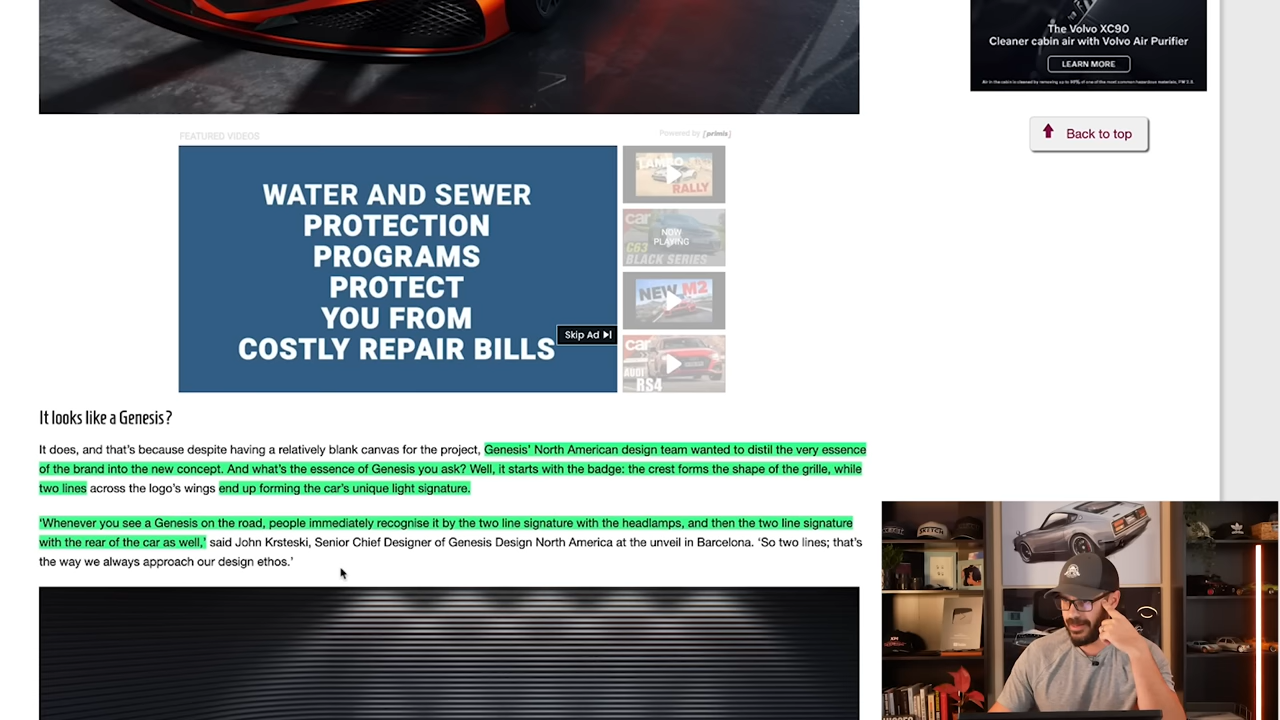 The Volvo XC90
Cleaner cabin air with Volvo Air Purifier
LEARN MORE
Back to top
FEATURED VIDEOS
Powered by [primis]
WATER AND SEWER
PROTECTION
PROGRAMS
PROTECT
YOU FROM
COSTLY REPAIR BILLS
Skip Ad
LAMBO
RALLY
car
NOW
PLAYING
C63
BLACK SERIES
NEW M2
car
AUDI
RS4
It looks like a Genesis?
It does, and that's because despite having a relatively blank canvas for the project, Genesis' North American design team wanted to distil the very essence
of the brand into the new concept. And what's the essence of Genesis you ask? Well, it starts with the badge: the crest forms the shape of the grille, while
two lines across the logo's wings end up forming the car's unique light signature.
'Whenever you see a Genesis on the road, people immediately recognise it by the two line signature with the headlamps, and then the two line signature
with the rear of the car as well,' said John Krsteski, Senior Chief Designer of Genesis Design North America at the unveil in Barcelona. 'So two lines; that's
the way we always approach our design ethos.'
SKETCH